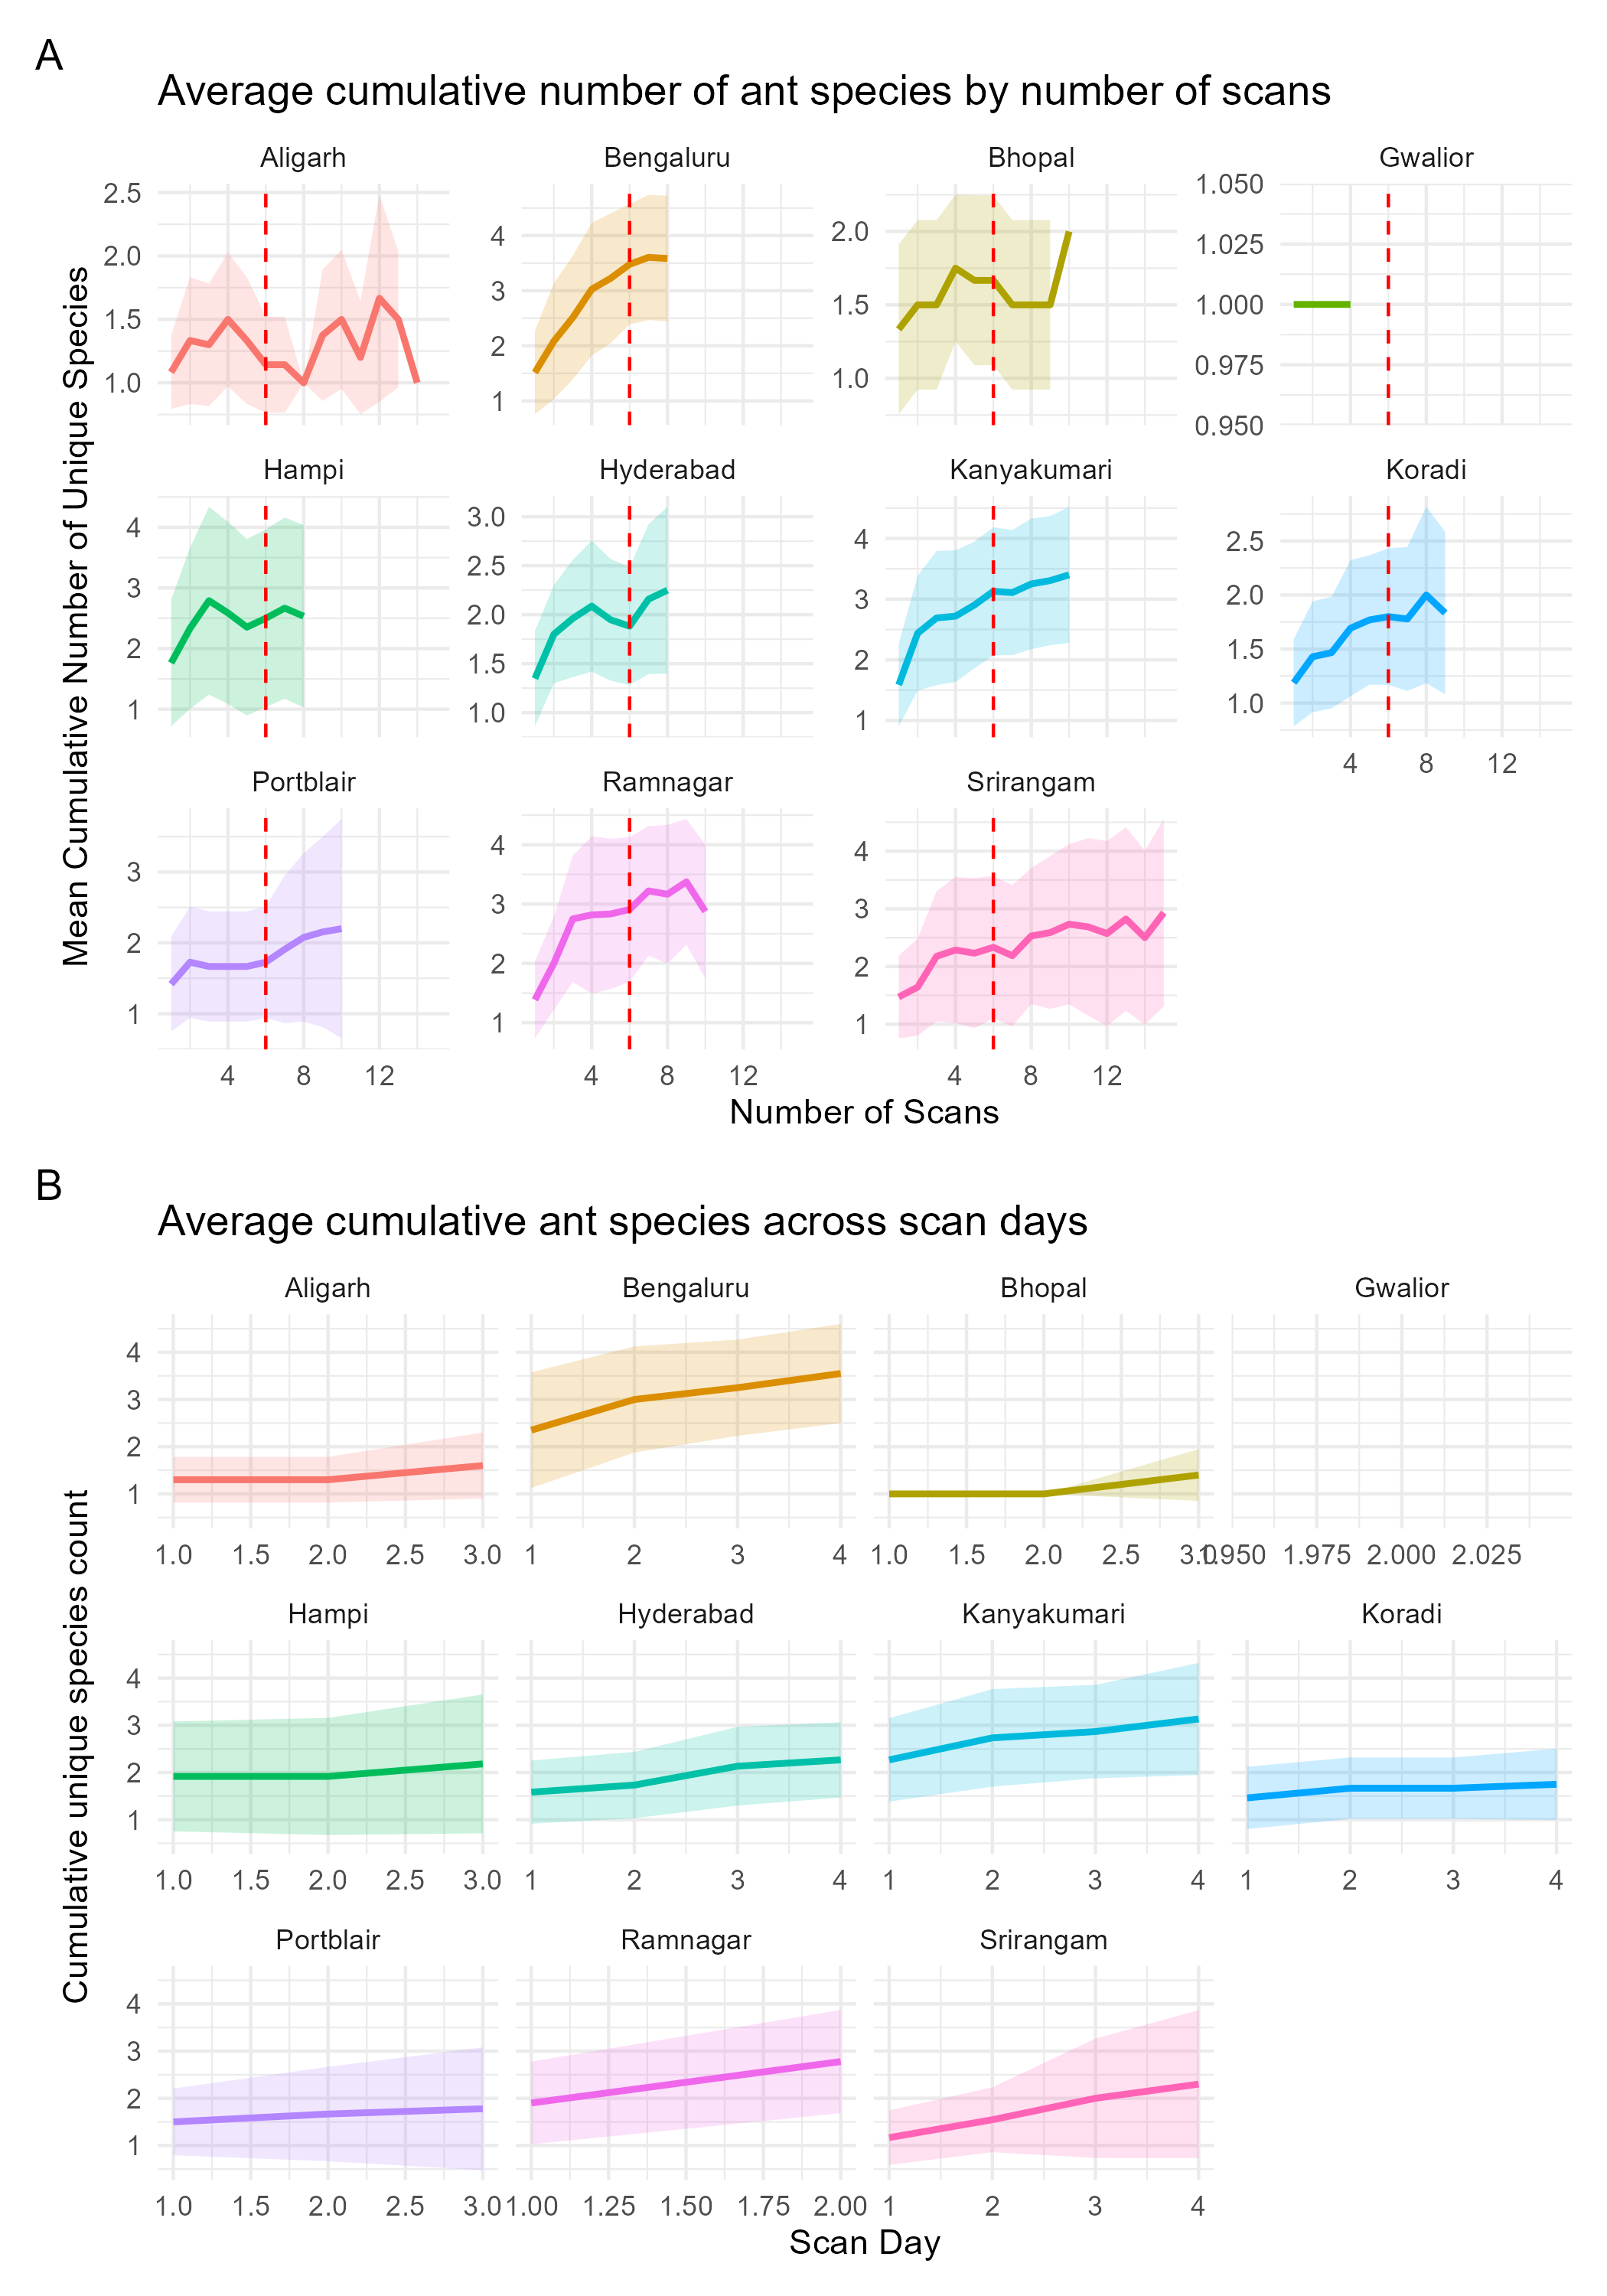 A
Average cumulative number of ant species by number of scans
Aligarh Bengaluru Bhopal Gwalior
2.5 2.0 1.5 1.0
4 3 2 1
2.0 1.5 1.0
1.050 1.025 1.000 0.975 0.950
Mean Cumulative Number of Unique Species
Hampi Hyderabad Kanyakumari Koradi
4 3 2 1
3.0 2.5 2.0 1.5 1.0
4 3 2 1
2.5 2.0 1.5 1.0
4 8 12
Portblair Ramnagar Srirangam
3 2 1
4 3 2 1
4 3 2 1
4 8 12 4 8 12 4 8 12
Number of Scans
B
Average cumulative ant species across scan days
Aligarh Bengaluru Bhopal Gwalior
4 3 2 1
1.0 1.5 2.0 2.5 3.0 1 2 3 4 1.0 1.5 2.0 2.5 3.0 1.950 1.975 2.000 2.025
Cumulative unique species count
Hampi Hyderabad Kanyakumari Koradi
4 3 2 1
1.0 1.5 2.0 2.5 3.0 1 2 3 4 1 2 3 4 1 2 3 4
Portblair Ramnagar Srirangam
4 3 2 1
1.0 1.5 2.0 2.5 3.0 1.00 1.25 1.50 1.75 2.00 1 2 3 4
Scan Day